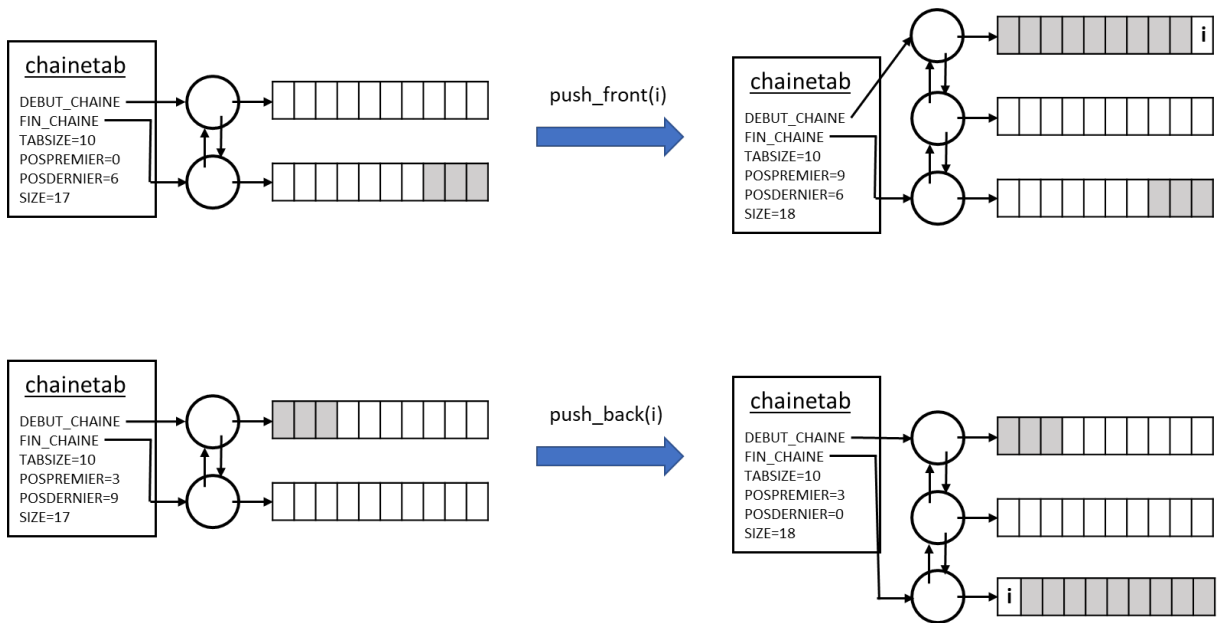 chainetab
DEBUT_CHAINE
FIN_CHAINE
TABSIZE=10
POSPREMIER=0
POSDERNIER=6
SIZE=17
push_front(i)
chainetab
DEBUT_CHAINE
FIN_CHAINE
TABSIZE=10
POSPREMIER=9
POSDERNIER=6
SIZE=18
i
chainetab
DEBUT_CHAINE
FIN_CHAINE
TABSIZE=10
POSPREMIER=3
POSDERNIER=9
SIZE=17
push_back(i)
chainetab
DEBUT_CHAINE
FIN_CHAINE
TABSIZE=10
POSPREMIER=3
POSDERNIER=0
SIZE=18
i